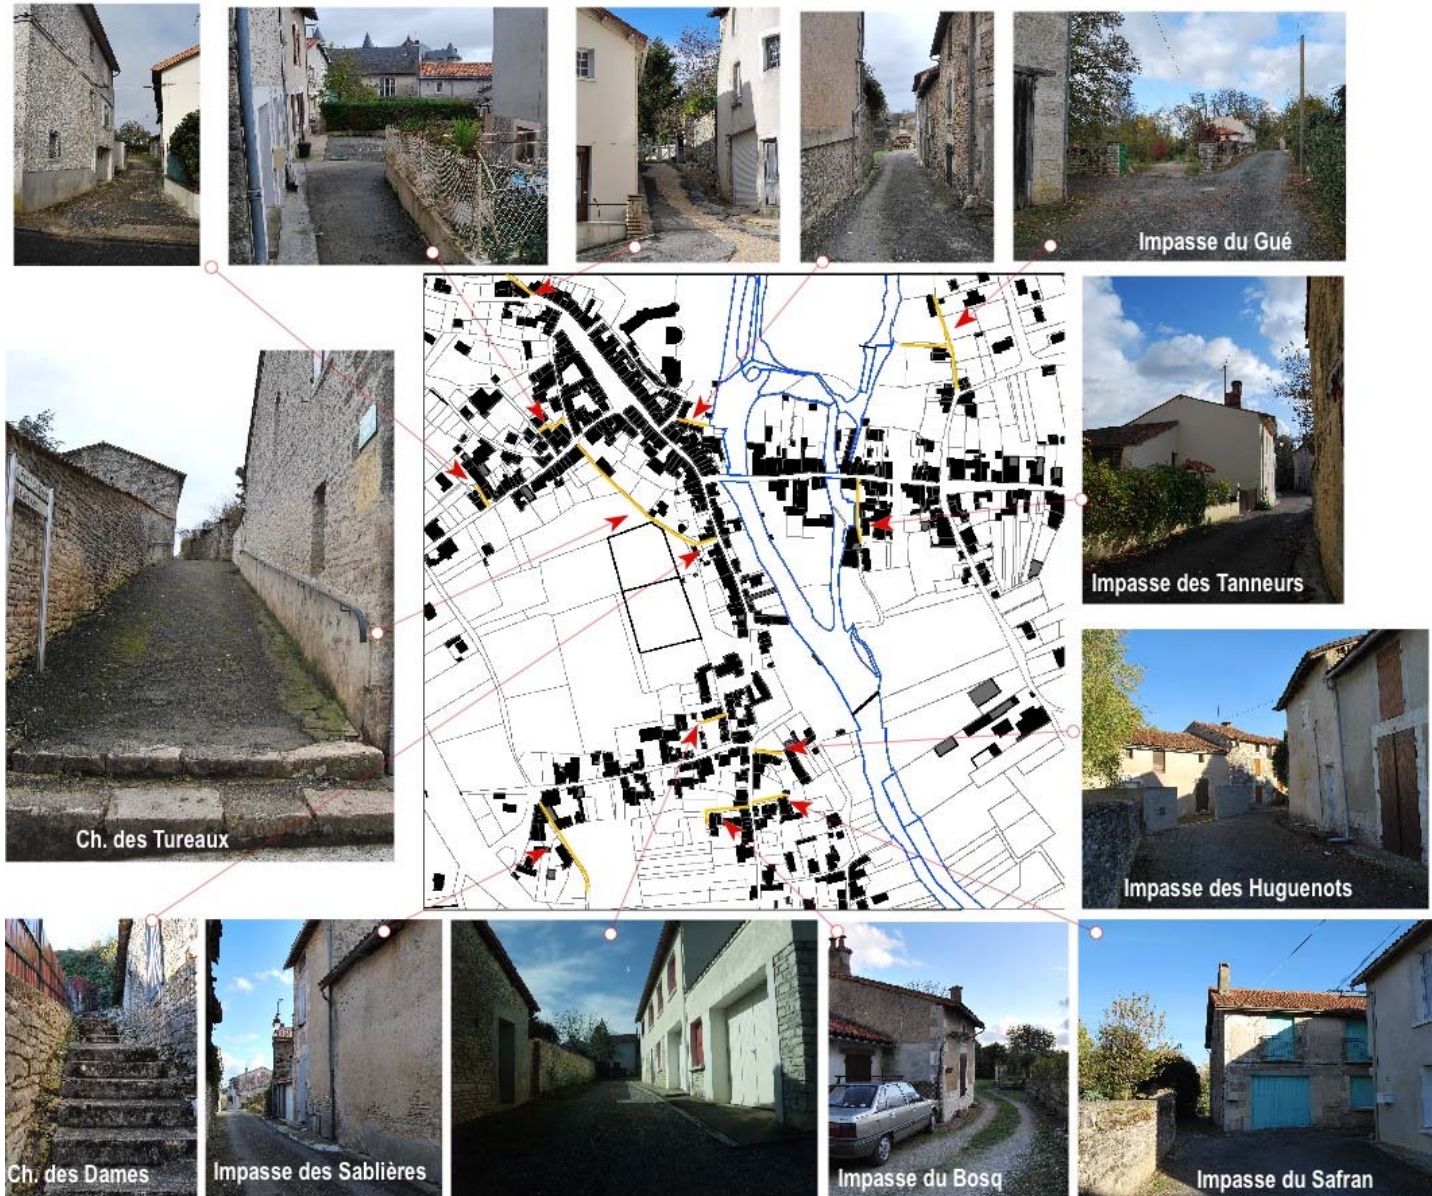 Impasse du Gué
Impasse des Tanneurs
Ch. des Tureaux
Impasse des Huguenots
Ch. des Dames
Impasse des Sablières
Impasse du Bosq
Impasse du Safran